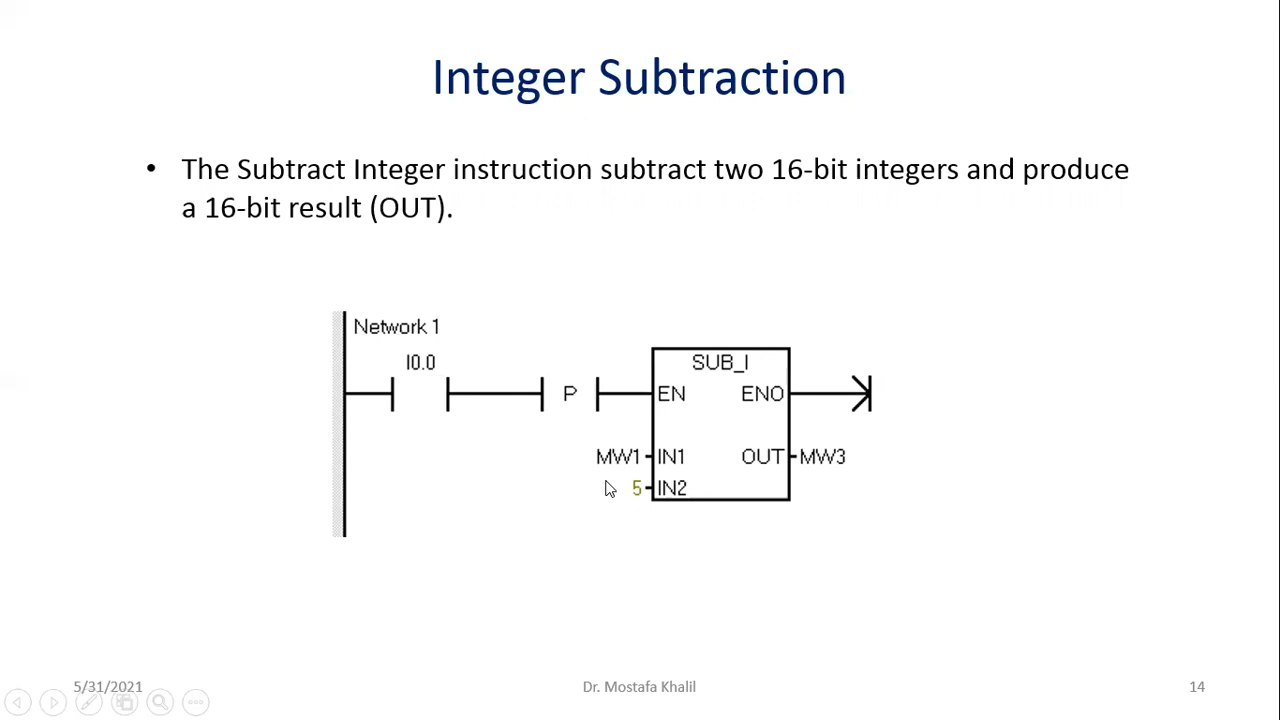 Integer Subtraction
• The Subtract Integer instruction subtract two 16-bit integers and produce
a 16-bit result (OUT).
Network 1
I0.0
SUB_I
P
EN
ENO
MW1
IN1
OUT
MW3
5
IN2
5/31/2021
Dr. Mostafa Khalil
14